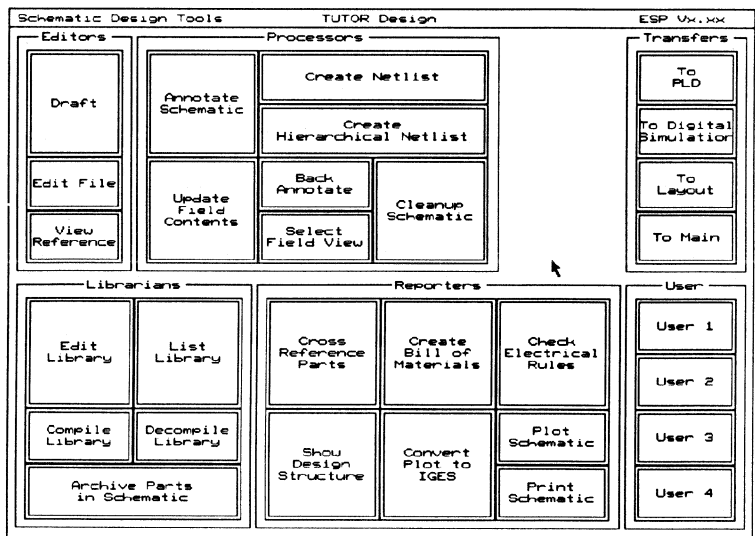 Schematic Design Tools TUTOR Design ESP Vx.xx
Editors
Draft
Edit File
View
Reference
Processors
Annotate
Schematic
Create Netlist
Create
Hierarchical Netlist
Update
Field
Contents
Back
Annotate
Select
Field View
Cleanup
Schematic
Transfers
To
PLD
To Digital
Simulation
To
Layout
To Main
Librarians
Edit
Library
List
Library
Compile
Library
Decompile
Library
Archive Parts
in Schematic
Reporters
Cross
Reference
Parts
Create
Bill of
Materials
Check
Electrical
Rules
Show
Design
Structure
Convert
Plot to
IGES
Plot
Schematic
Print
Schematic
User
User 1
User 2
User 3
User 4